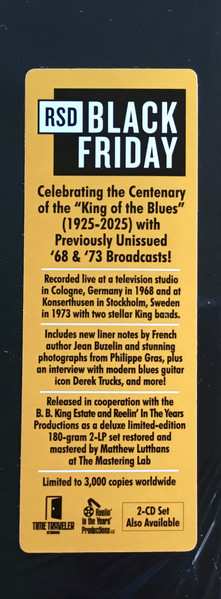 RSD BLACK
FRIDAY
Celebrating the Centenary
of the “King of the Blues”
(1925-2025) with
Previously Unissued
‘68 & ‘73 Broadcasts!
Recorded live at a television studio
in Cologne, Germany in 1968 and at
Konserthusen in Stockholm, Sweden
in 1973 with two stellar King bands.
Includes new liner notes by French
author Jean Buzelin and stunning
photographs from Philippe Gras, plus
an interview with modern blues guitar
icon Derek Trucks, and more!
Released in cooperation with the
B. B. King Estate and Reelin’ In The Years
Productions as a deluxe limited-edition
180-gram 2-LP set restored and
mastered by Matthew Lutthans
at The Mastering Lab
Limited to 3,000 copies worldwide
TIME TRAVELER
Reelin’
in the Years
Productions
2-CD Set
Also Available